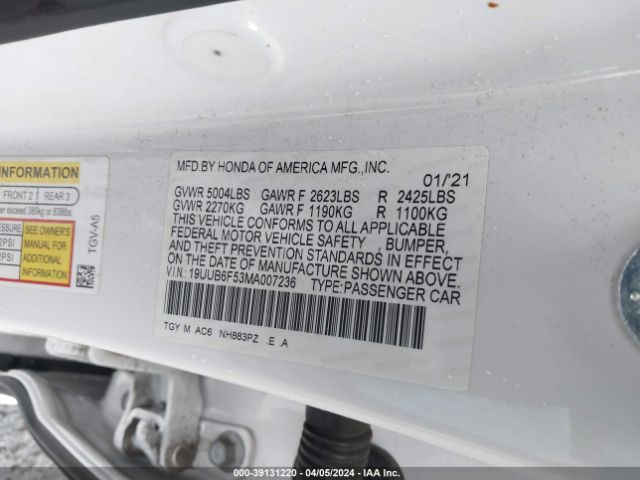 INFORMATION
FRONT 2 REAR 3
never exceed 380kg or 838lbs.
SEE OWNER'S
MANUAL FOR
ADDITIONAL
INFORMATION
2PSI
2PSI
TGV-A5
MFD.BY HONDA OF AMERICA MFG.,INC.
01/'21
GVWR 5004LBS GAWR F 2623LBS R 2425LBS
GVWR 2270KG GAWR F 1190KG R 1100KG
THIS VEHICLE CONFORMS TO ALL APPLICABLE
FEDERAL MOTOR VEHICLE SAFETY , BUMPER,
AND THEFT PREVENTION STANDARDS IN EFFECT
ON THE DATE OF MANUFACTURE SHOWN ABOVE.
V.I.N: 19UUB6F53MA007236 TYPE:PASSENGER CAR
TGY M AC6 NH883PZ .E .A
000-39131220 | 04/05/2024 | IAA Inc.